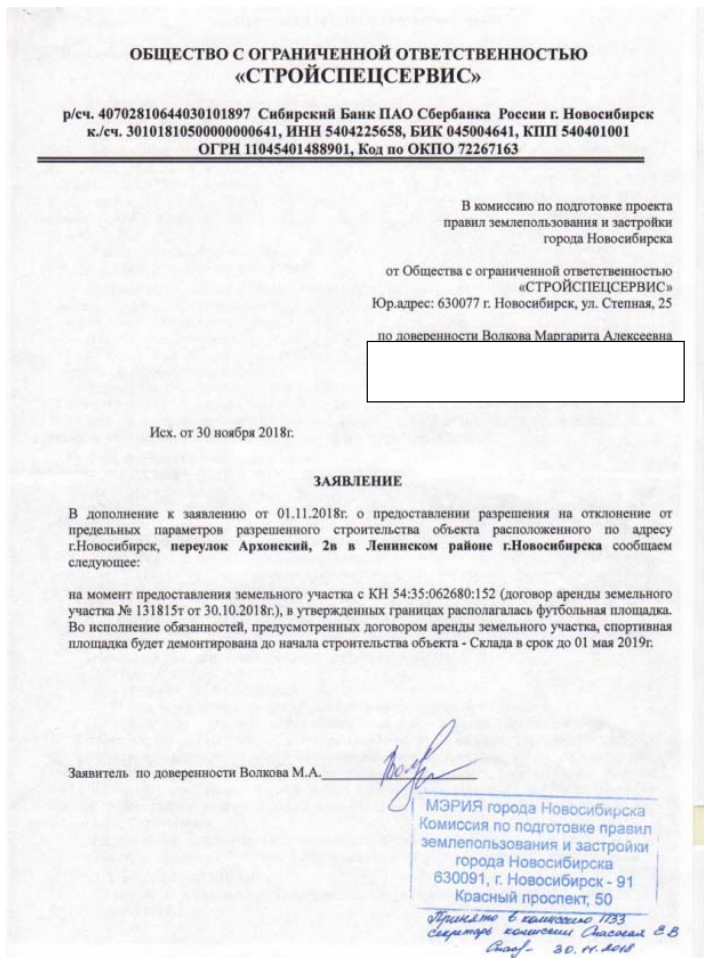 ОБЩЕСТВО С ОГРАНИЧЕННОЙ ОТВЕТСТВЕННОСТЬЮ
«СТРОЙСПЕЦСЕРВИС»
р/сч. 40702810644030101897 Сибирский Банк ПАО Сбербанка России г. Новосибирск
к./сч. 30101810500000000641, ИНН 5404225658, БИК 045004641, КПП 540401001
ОГРН 11045401488901, Код по ОКПО 72267163
В комиссию по подготовке проекта
правил землепользования и застройки
города Новосибирска
от Общества с ограниченной ответственностью
«СТРОЙСПЕЦСЕРВИС»
Юр.адрес: 630077 г. Новосибирск, ул. Степная, 25
по доверенности Волкова Маргарита Алексеевна
Исх. от 30 ноября 2018г.
ЗАЯВЛЕНИЕ
В дополнение к заявлению от 01.11.2018г. о предоставлении разрешения на отклонение от
предельных параметров разрешенного строительства объекта расположенного по адресу
г.Новосибирск, переулок Архонский, 2в в Ленинском районе г.Новосибирска сообщаем
следующее:
на момент предоставления земельного участка с КН 54:35:062680:152 (договор аренды земельного
участка № 131815т от 30.10.2018г.), в утвержденных границах располагалась футбольная площадка.
Во исполнение обязанностей, предусмотренных договором аренды земельного участка, спортивная
площадка будет демонтирована до начала строительства объекта - Склада в срок до 01 мая 2019г.
Заявитель по доверенности Волкова М.А.
МЭРИЯ города Новосибирска
Комиссия по подготовке правил
землепользования и застройки
города Новосибирска
630091, г. Новосибирск - 91
Красный проспект, 50
Принято в комиссию ПЗЗ
секретарь комиссии Спасская Е.В
30.11.2018